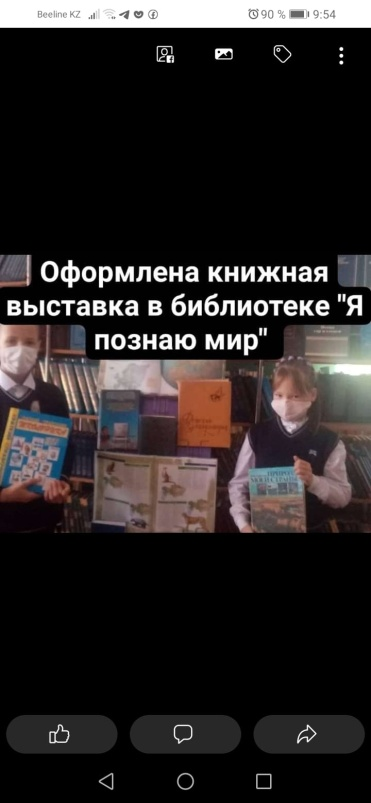 Beeline KZ
90 %
9:54
Оформлена книжная
выставка в библиотеке "Я
познаю мир"